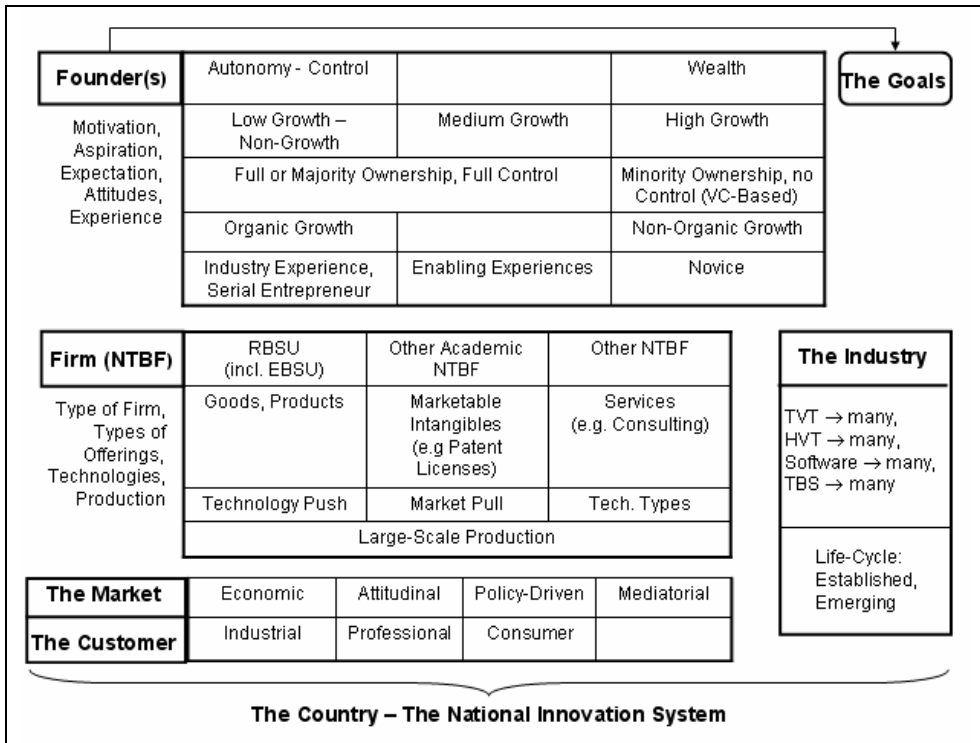 Founder(s)
Motivation,
Aspiration,
Expectation,
Attitudes,
Experience
Autonomy - Control
Wealth
The Goals
Low Growth –
Non-Growth
Medium Growth
High Growth
Full or Majority Ownership, Full Control
Minority Ownership, no
Control (VC-Based)
Organic Growth
Non-Organic Growth
Industry Experience,
Serial Entrepreneur
Enabling Experiences
Novice
Firm (NTBF)
Type of Firm,
Types of
Offerings,
Technologies,
Production
RBSU
(incl. EBSU)
Other Academic
NTBF
Other NTBF
Goods, Products
Marketable
Intangibles
(e.g Patent
Licenses)
Services
(e.g. Consulting)
Technology Push
Market Pull
Tech. Types
Large-Scale Production
The Industry
TVT → many,
HVT → many,
Software → many,
TBS → many
Life-Cycle:
Established,
Emerging
The Market
Economic
Attitudinal
Policy-Driven
Mediatorial
The Customer
Industrial
Professional
Consumer
The Country – The National Innovation System